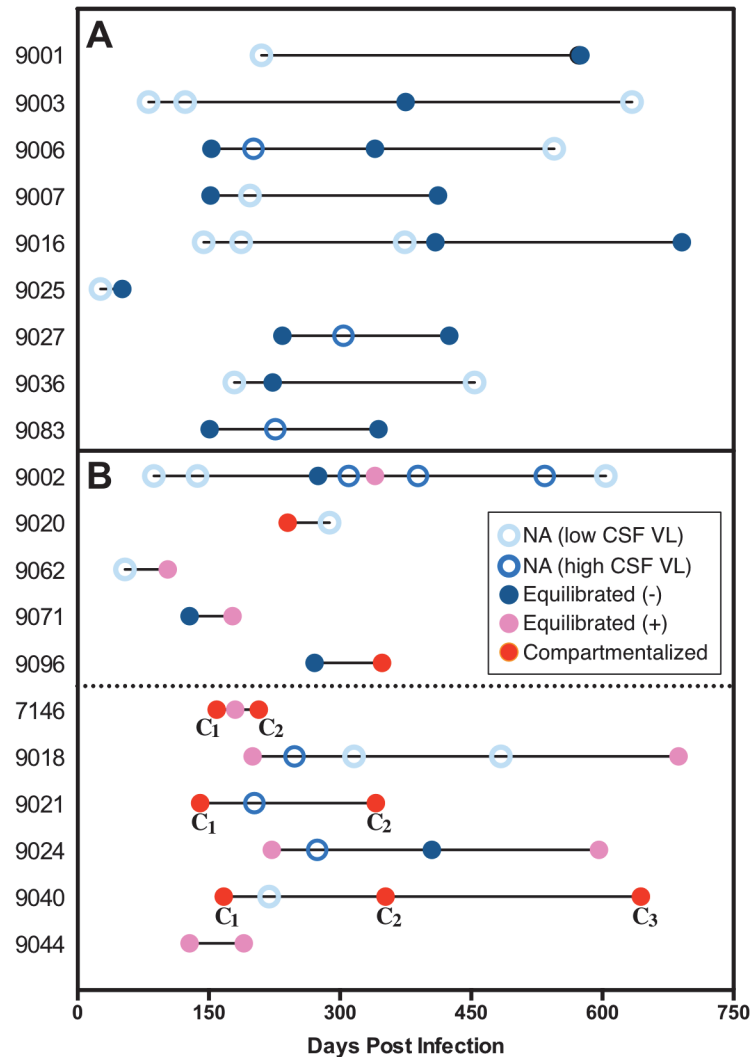 A
9001
9003
9006
9007
9016
9025
9027
9036
9083
B
9002
9020
9062
9071
9096
NA (low CSF VL)
NA (high CSF VL)
Equilibrated (-)
Equilibrated (+)
Compartmentalized
7146
C1 C2
9018
9021
C1 C2
9024
9040
C1 C2 C3
9044
0 150 300 450 600 750
Days Post Infection